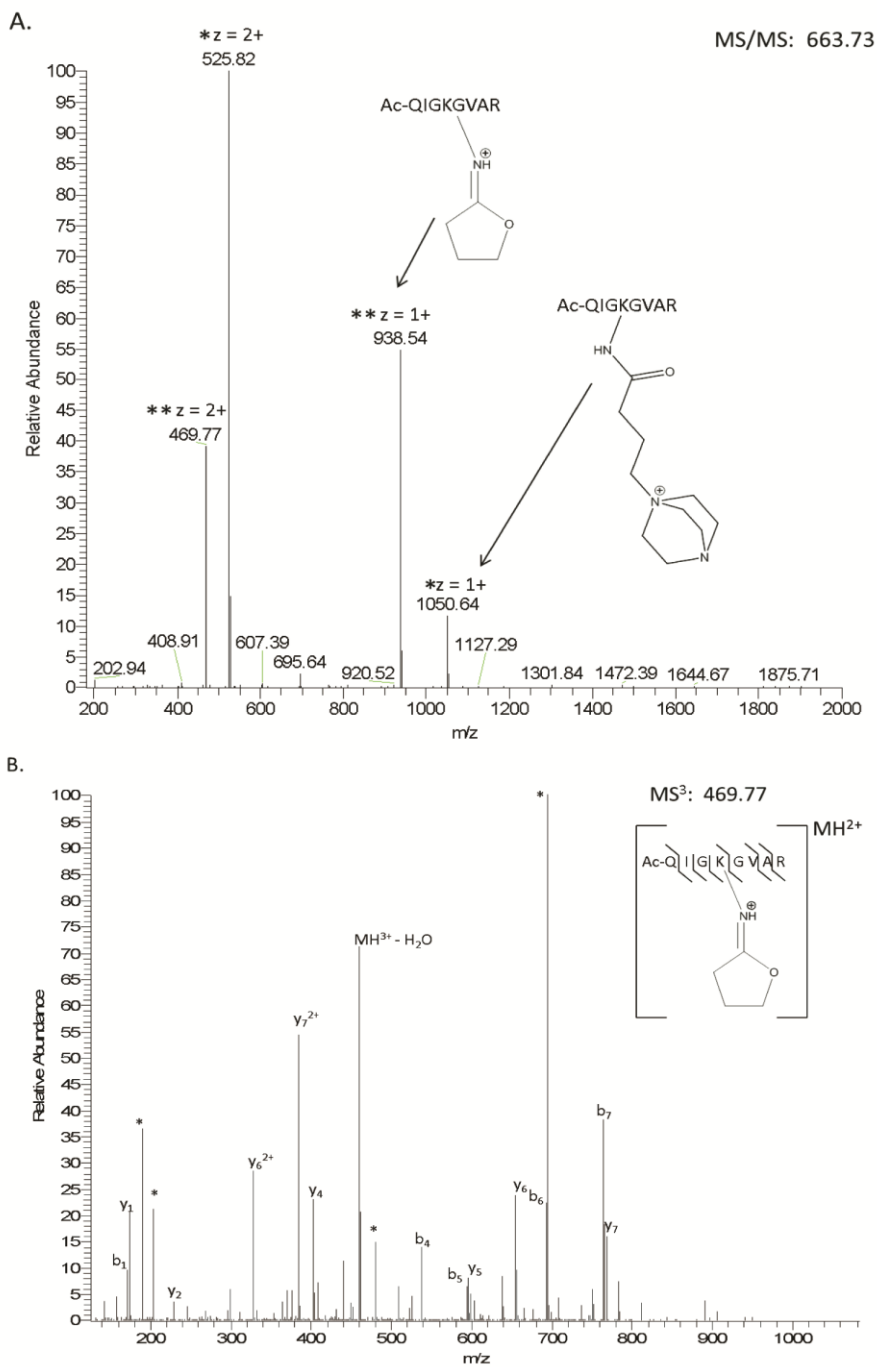 A.
MS/MS: 663.73
*z = 2+
525.82
Ac-QIGKGVAR
NH
⊕
O
**z = 1+
938.54
Ac-QIGKGVAR
HN
O
N
⊕
N
**z = 2+
469.77
*z = 1+
1050.64
202.94
408.91
607.39
695.64
920.52
1127.29
1301.84
1472.39
1644.67
1875.71
Relative Abundance
100
95
90
85
80
75
70
65
60
55
50
45
40
35
30
25
20
15
10
5
0
200 400 600 800 1000 1200 1400 1600 1800 2000
m/z
B.
MS³: 469.77
MH²⁺
Ac-QIGKGVAR
NH
⊕
O
*
MH³⁺ - H₂O
y₇²⁺
*
b₇
y₆²⁺
y₁
*
y₄
y₆
b₆
*
b₄
y₇
b₁
y₂
b₅
y₅
Relative Abundance
100
95
90
85
80
75
70
65
60
55
50
45
40
35
30
25
20
15
10
5
0
200 300 400 500 600 700 800 900 1000
m/z